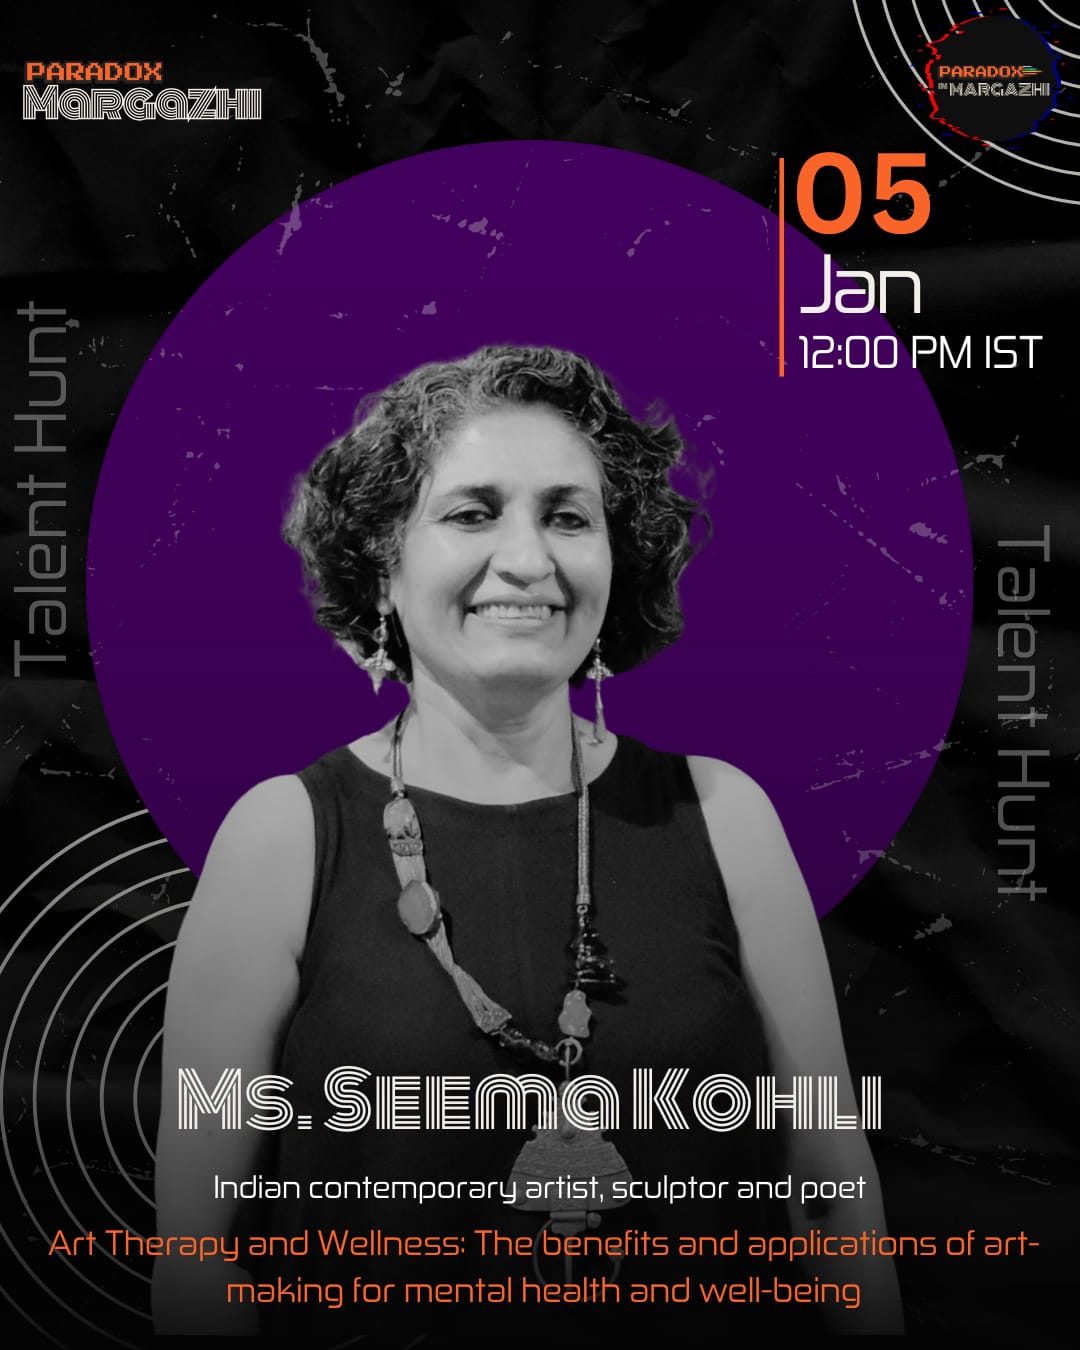 PARADOX
MARGAZHI
PARADOX
IN MARGAZHI
05
Jan
12:00 PM IST
Talent Hunt
Talent Hunt
Ms. Seema Kohli
Indian contemporary artist, sculptor and poet
Art Therapy and Wellness: The benefits and applications of art-
making for mental health and well-being